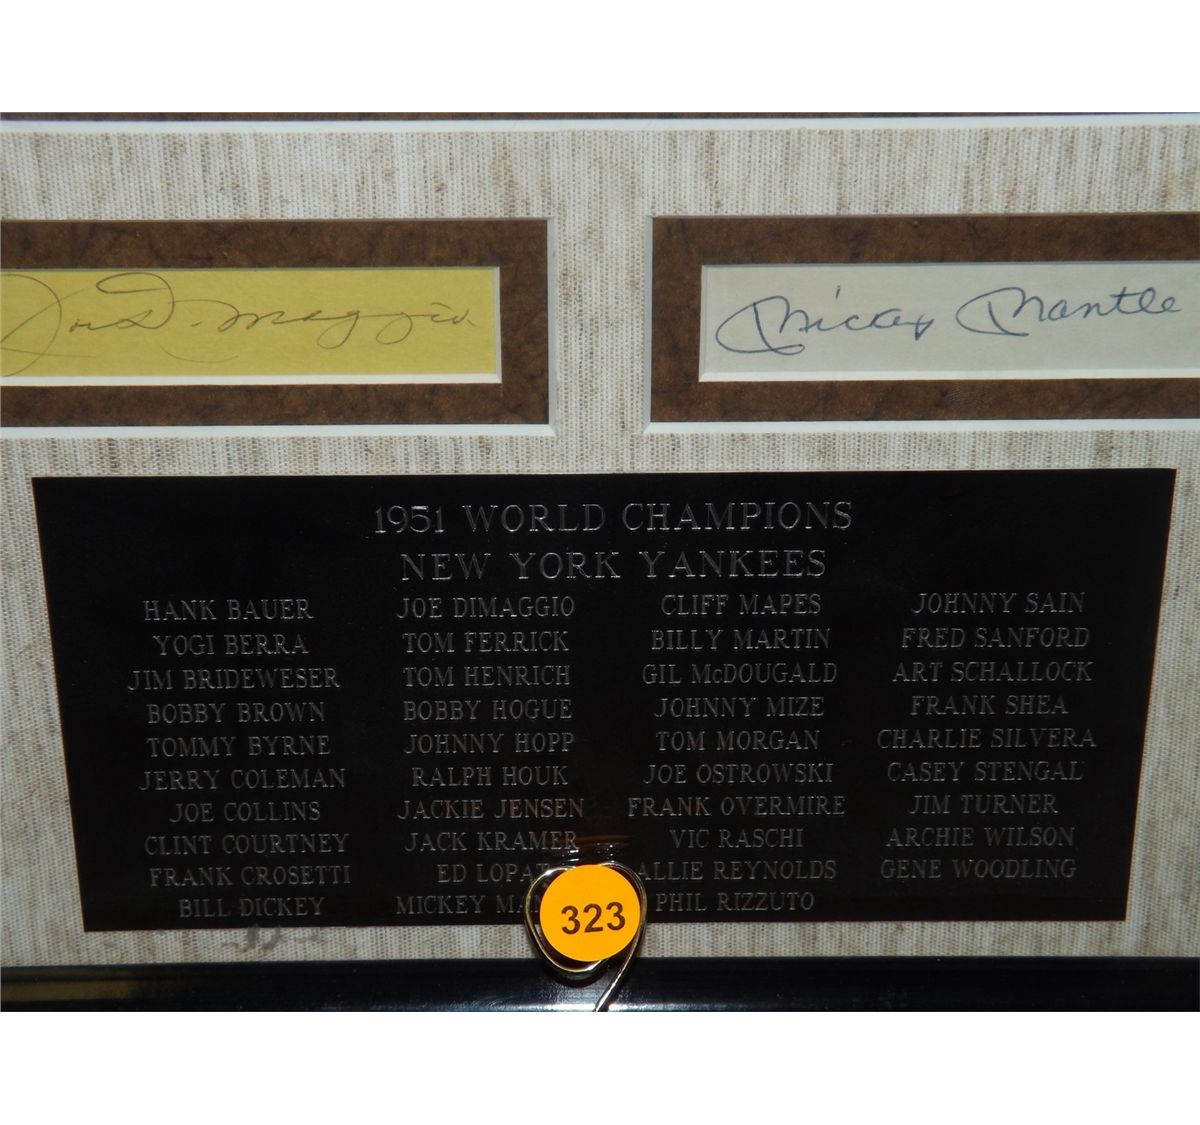 Joe DiMaggio
Mickey Mantle
1951 WORLD CHAMPIONS
NEW YORK YANKEES
HANK BAUER
YOGI BERRA
JIM BRIDEWESER
BOBBY BROWN
TOMMY BYRNE
JERRY COLEMAN
JOE COLLINS
CLINT COURTNEY
FRANK CROSETTI
BILL DICKEY
JOE DIMAGGIO
TOM FERRICK
TOM HENRICH
BOBBY HOGUE
JOHNNY HOPP
RALPH HOUK
JACKIE JENSEN
JACK KRAMER
ED LOPAT
MICKEY MAN
CLIFF MAPES
BILLY MARTIN
GIL McDOUGALD
JOHNNY MIZE
TOM MORGAN
JOE OSTROWSKI
FRANK OVERMIRE
VIC RASCHI
ALLIE REYNOLDS
PHIL RIZZUTO
JOHNNY SAIN
FRED SANFORD
ART SCHALLOCK
FRANK SHEA
CHARLIE SILVERA
CASEY STENGAL
JIM TURNER
ARCHIE WILSON
GENE WOODLING
323